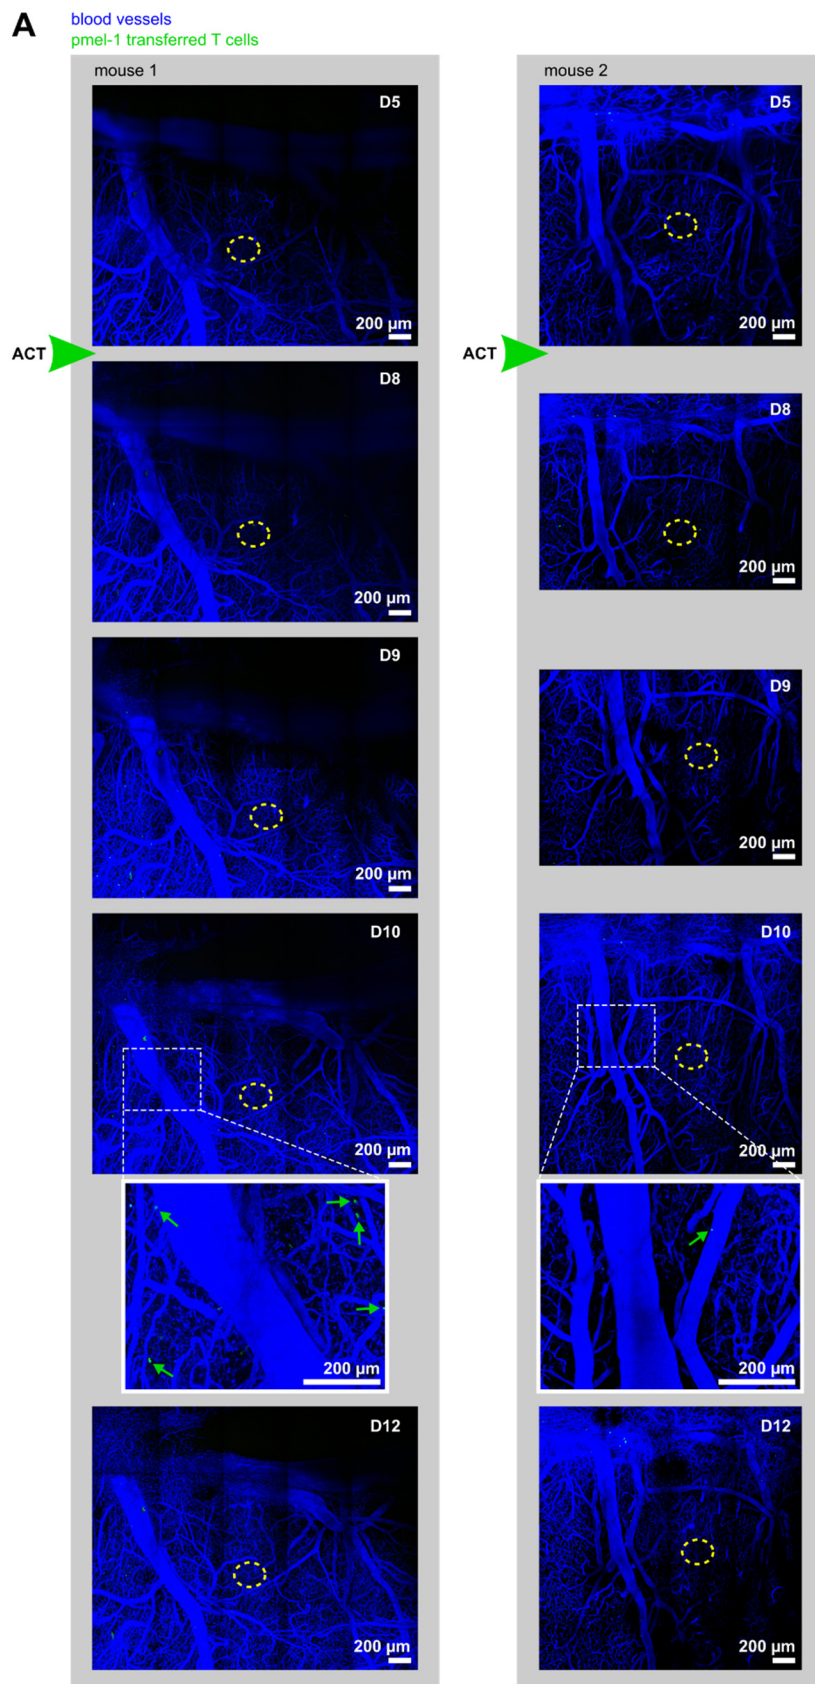 A
blood vessels
pmel-1 transferred T cells
mouse 1
D5
200 µm
ACT
D8
200 µm
D9
200 µm
D10
200 µm
200 µm
D12
200 µm
mouse 2
D5
200 µm
ACT
D8
200 µm
D9
200 µm
D10
200 µm
200 µm
D12
200 µm